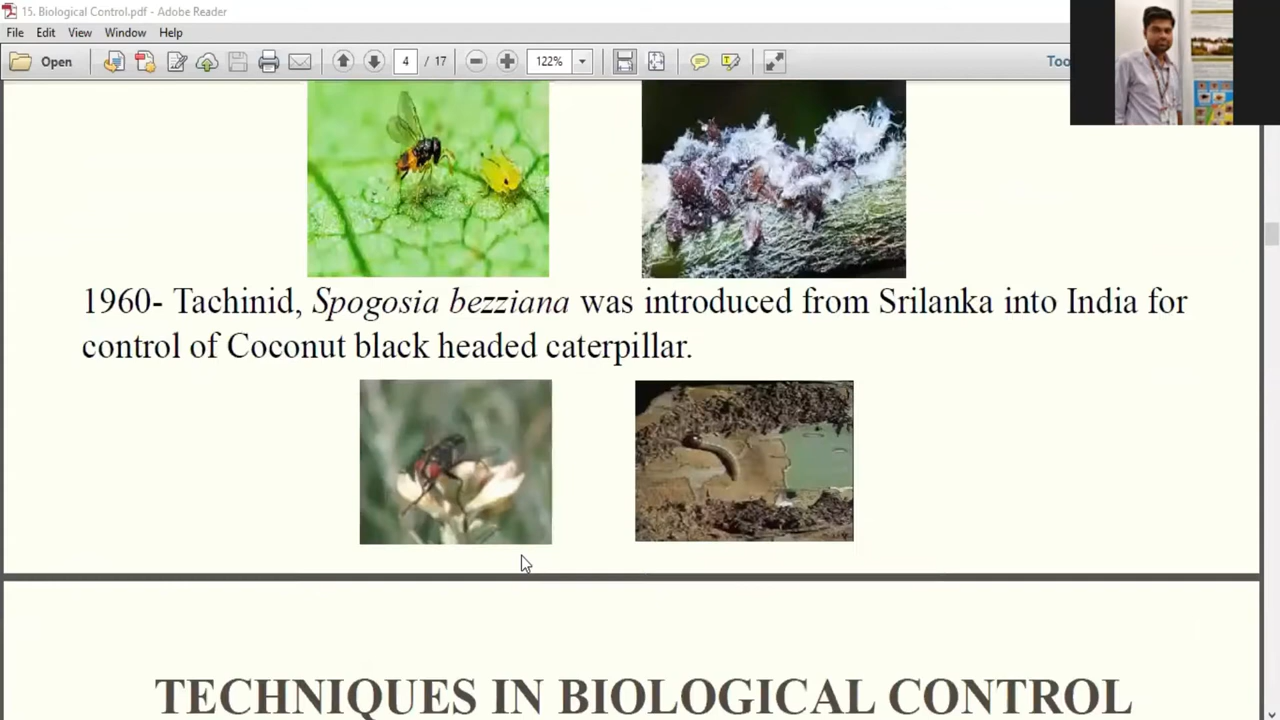 15. Biological Control.pdf - Adobe Reader
File Edit View Window Help
Open 4 / 17 122% Too
1960- Tachinid, Spogosia bezziana was introduced from Srilanka into India for
control of Coconut black headed caterpillar.
TECHNIQUES IN BIOLOGICAL CONTROL